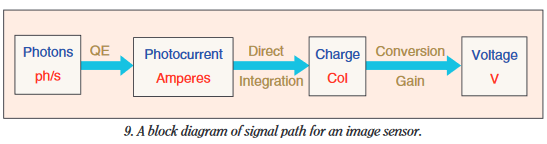 Photons
ph/s
QE
Photocurrent
Amperes
Direct
Integration
Charge
Col
Conversion
Gain
Voltage
V
9. A block diagram of signal path for an image sensor.